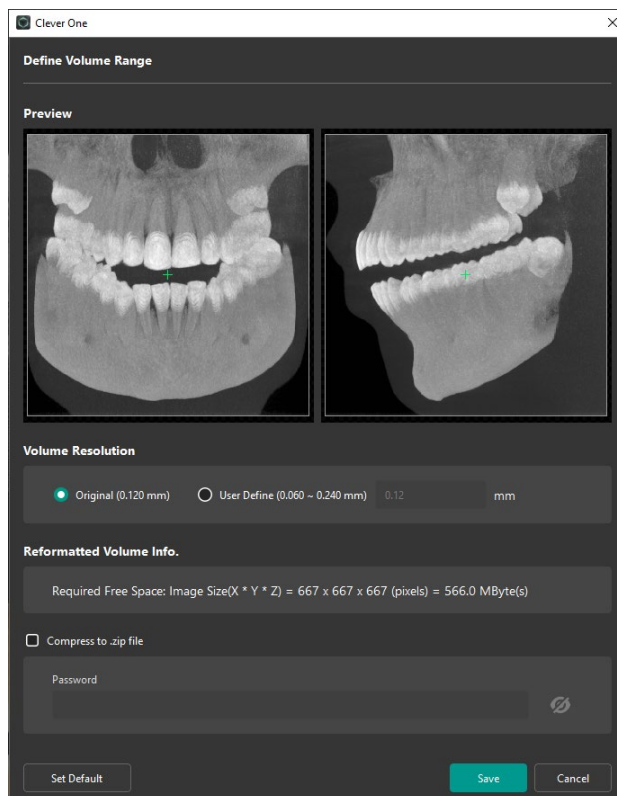 Clever One
Define Volume Range
Preview
Volume Resolution
Original (0.120 mm)
User Define (0.060 ~ 0.240 mm)
0.12
mm
Reformatted Volume Info.
Required Free Space: Image Size(X * Y * Z) = 667 x 667 x 667 (pixels) = 566.0 MByte(s)
Compress to .zip file
Password
Set Default
Save
Cancel